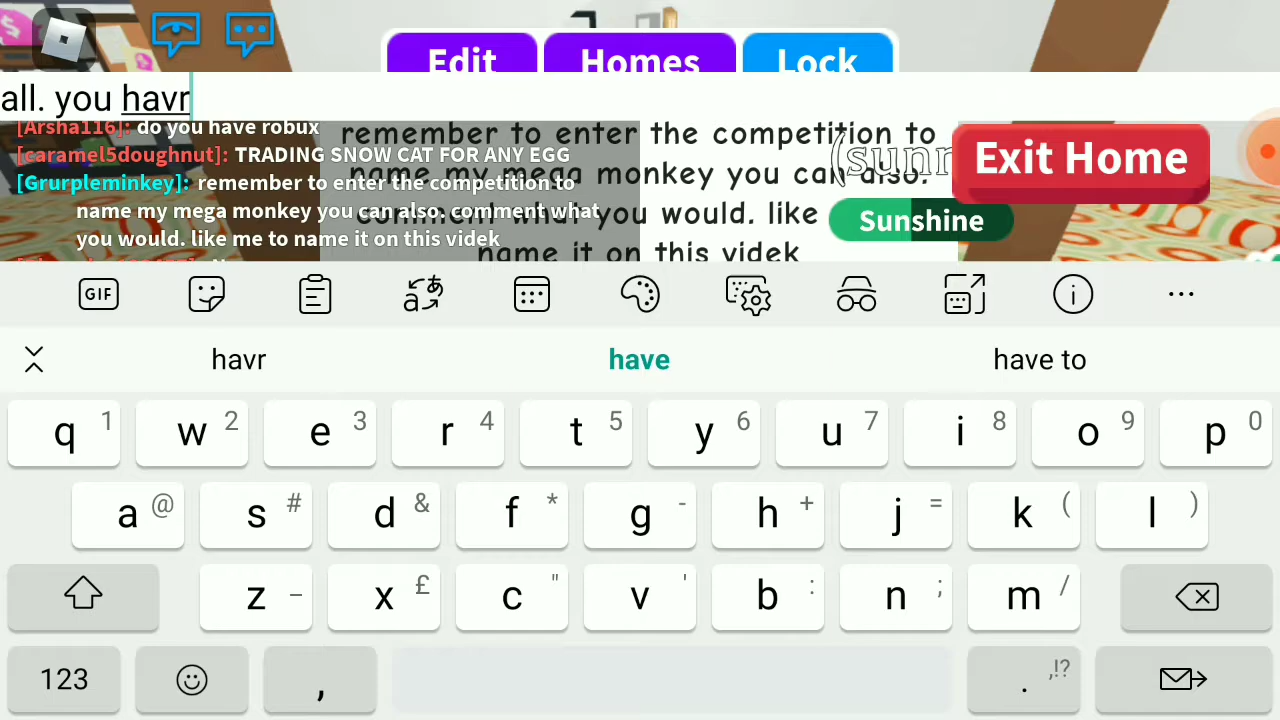 Edit Homes Lock
all. you havr
[Arsha116]: do you have robux
[caramel5doughnut]: TRADING SNOW CAT FOR ANY EGG
[Grurpleminkey]: remember to enter the competition to
name my mega monkey you can also. comment what
you would. like me to name it on this videk
remember to enter the competition to
name my mega monkey you can also.
comment what you would. like
name it on this videk
(sunr
Exit Home
Sunshine
GIF
havr have have to
q 1 w 2 e 3 r 4 t 5 y 6 u 7 i 8 o 9 p 0
a @ s # d & f * g - h + j = k ( l )
z _ x £ c " v ' b : n ; m /
123 , . ,!?